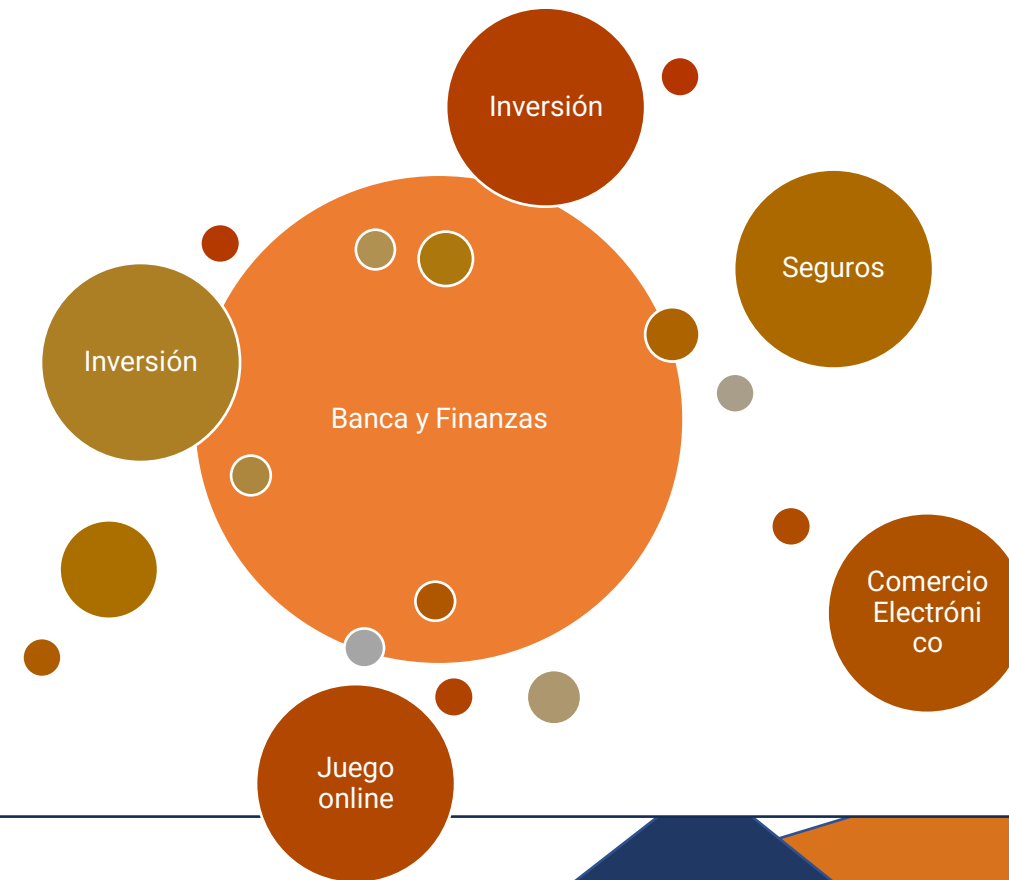 Inversión
Seguros
Inversión
Banca y Finanzas
Comercio
Electróni
co
Juego
online